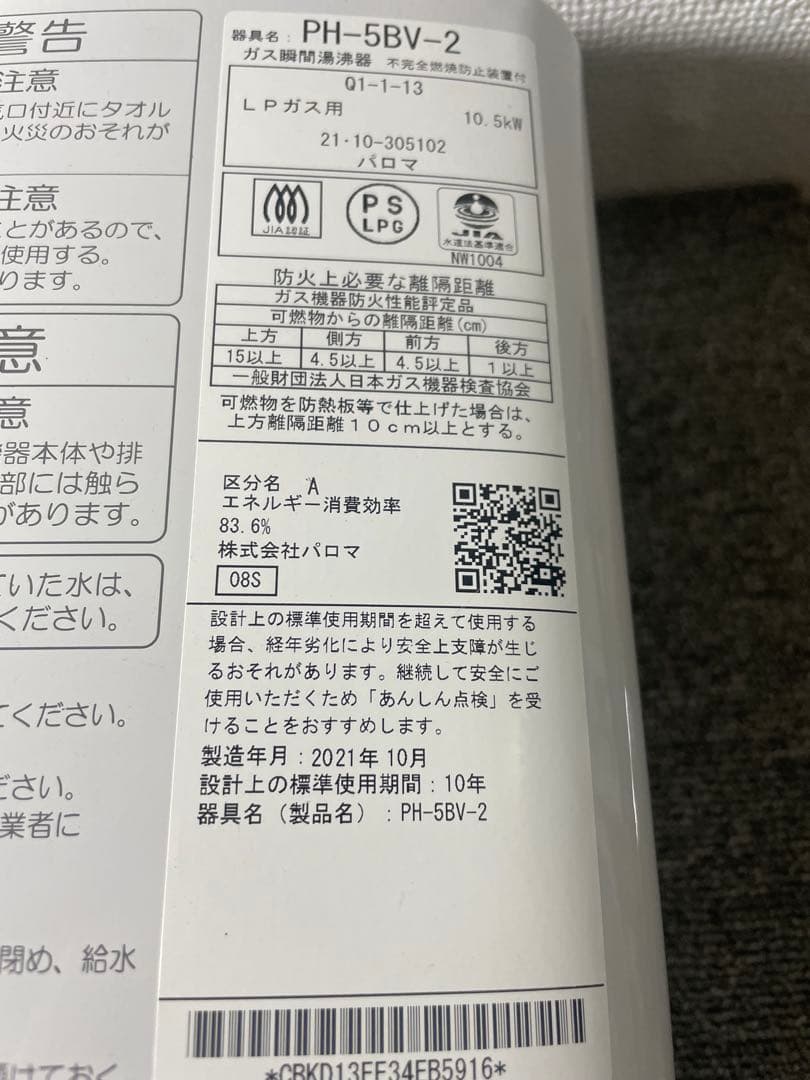 警告
注意
気口付近にタオル
火災のおそれが
注意
ことがあるので、
使用する。
ります。
意
意
機器本体や排
部には触ら
があります。
ていた水は、
ください。
てください。
ださい。
業者に
閉め、給水
器具名: PH-5BV-2
ガス瞬間湯沸器 不完全燃焼防止装置付
Q1-1-13
LPガス用 10.5kW
21・10-305102
パロマ
JIA認証
PS
LPG
JIA
水道法基準適合
NW1004
防火上必要な離隔距離
ガス機器防火性能評定品
可燃物からの離隔距離(cm)
上方 側方 前方 後方
15以上 4.5以上 4.5以上 1以上
一般財団法人日本ガス機器検査協会
可燃物を防熱板等で仕上げた場合は、
上方離隔距離10cm以上とする。
区分名 A
エネルギー消費効率
83.6%
株式会社パロマ
08S
設計上の標準使用期間を超えて使用する
場合、経年劣化により安全上支障が生じ
るおそれがあります。継続して安全にご
使用いただくため「あんしん点検」を受
けることをおすすめします。
製造年月:2021年10月
設計上の標準使用期間:10年
器具名(製品名):PH-5BV-2
*CBKD13FF34FB5916*